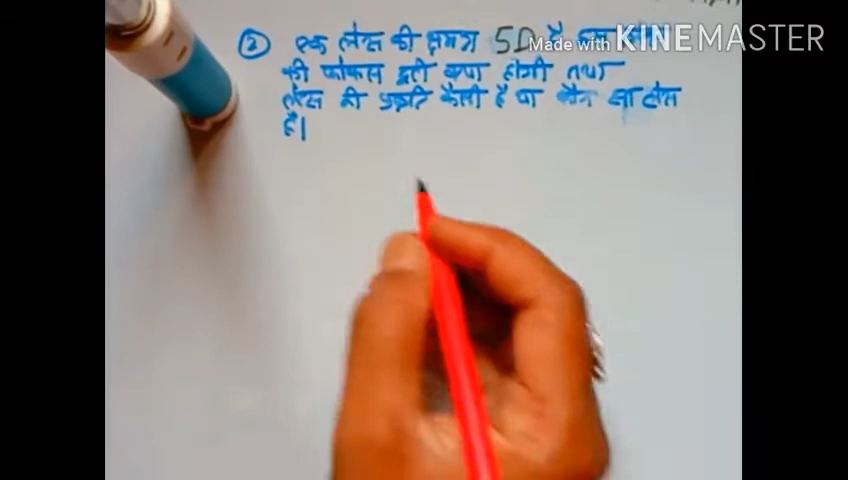 ② एक लेन्स की क्षमता 5D है
Made with KINEMASTER
की फोकस दूरी क्या होगी तथा
लेन्स की प्रकृति कैसी है या कौन सा लेन्स
है।